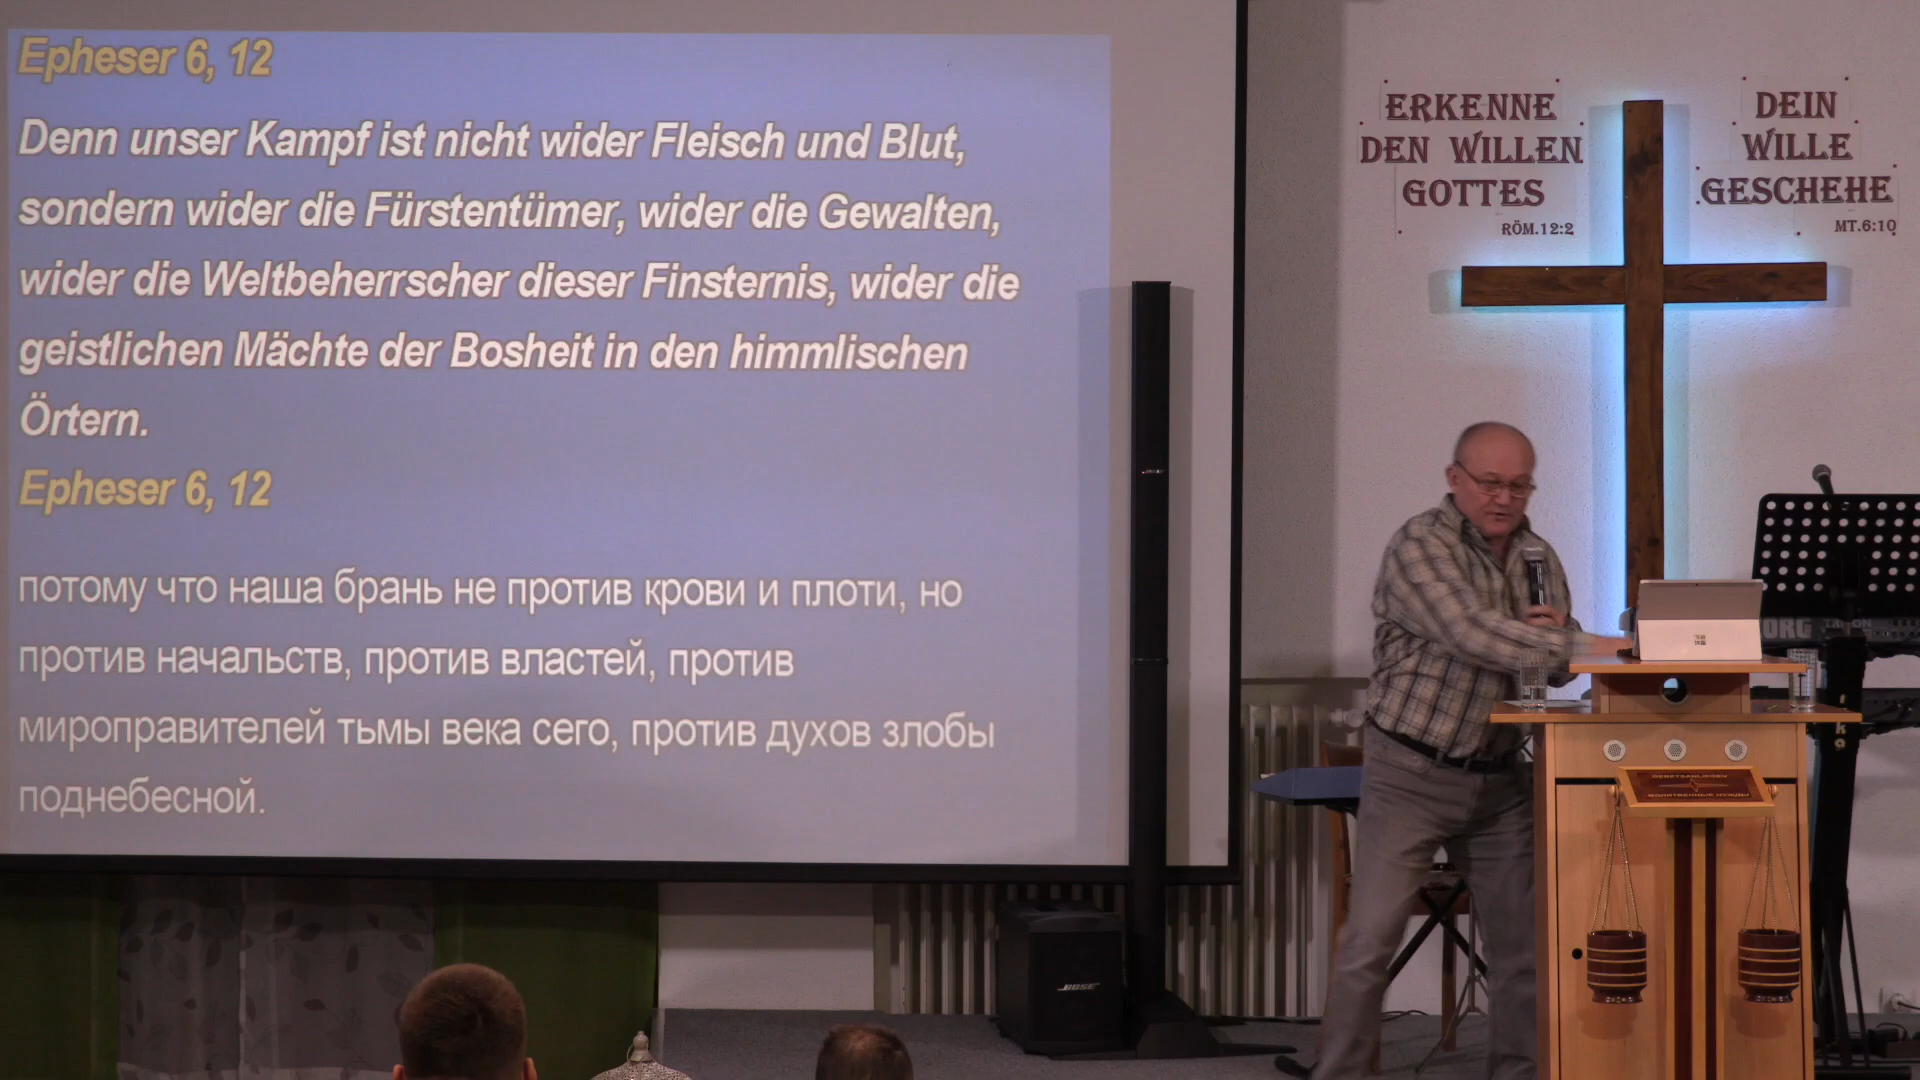 Epheser 6, 12
Denn unser Kampf ist nicht wider Fleisch und Blut,
sondern wider die Fürstentümer, wider die Gewalten,
wider die Weltbeherrscher dieser Finsternis, wider die
geistlichen Mächte der Bosheit in den himmlischen
Örtern.
Epheser 6, 12
потому что наша брань не против крови и плоти, но
против начальств, против властей, против
мироправителей тьмы века сего, против духов злобы
поднебесной.
ERKENNE
DEN WILLEN
GOTTES
RÖM.12:2
DEIN
WILLE
GESCHEHE
MT.6:10
KORG
BOSE